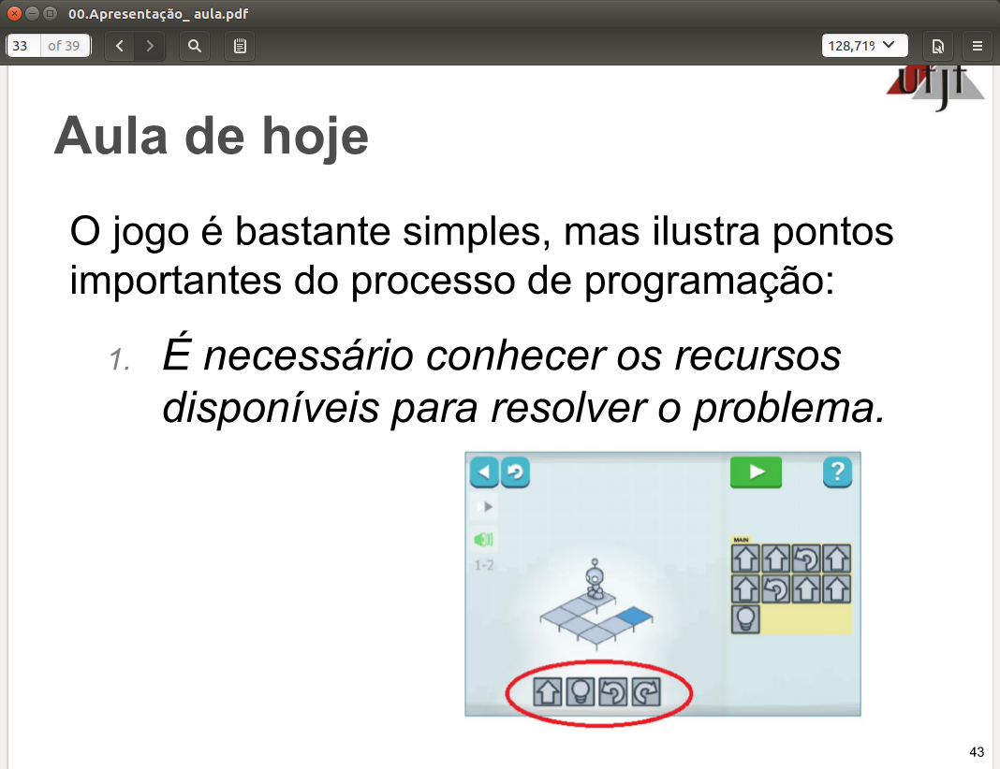 00.Apresentação_ aula.pdf
33 of 39
128,71%
ufjf
Aula de hoje
O jogo é bastante simples, mas ilustra pontos
importantes do processo de programação:
1. É necessário conhecer os recursos
disponíveis para resolver o problema.
?
MAIN
1-2
43